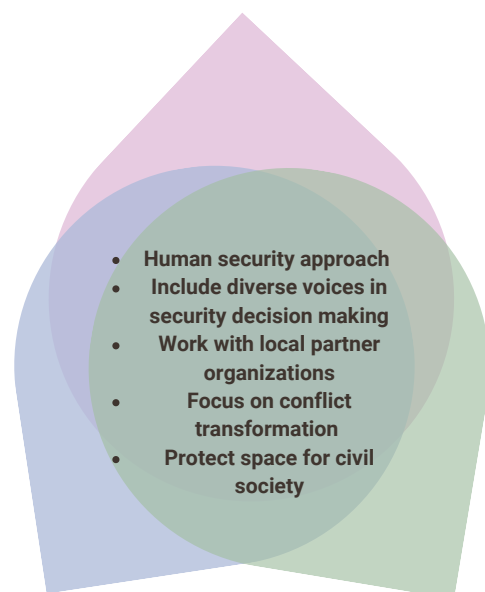 • Human security approach
• Include diverse voices in
security decision making
• Work with local partner
organizations
• Focus on conflict
transformation
• Protect space for civil
society